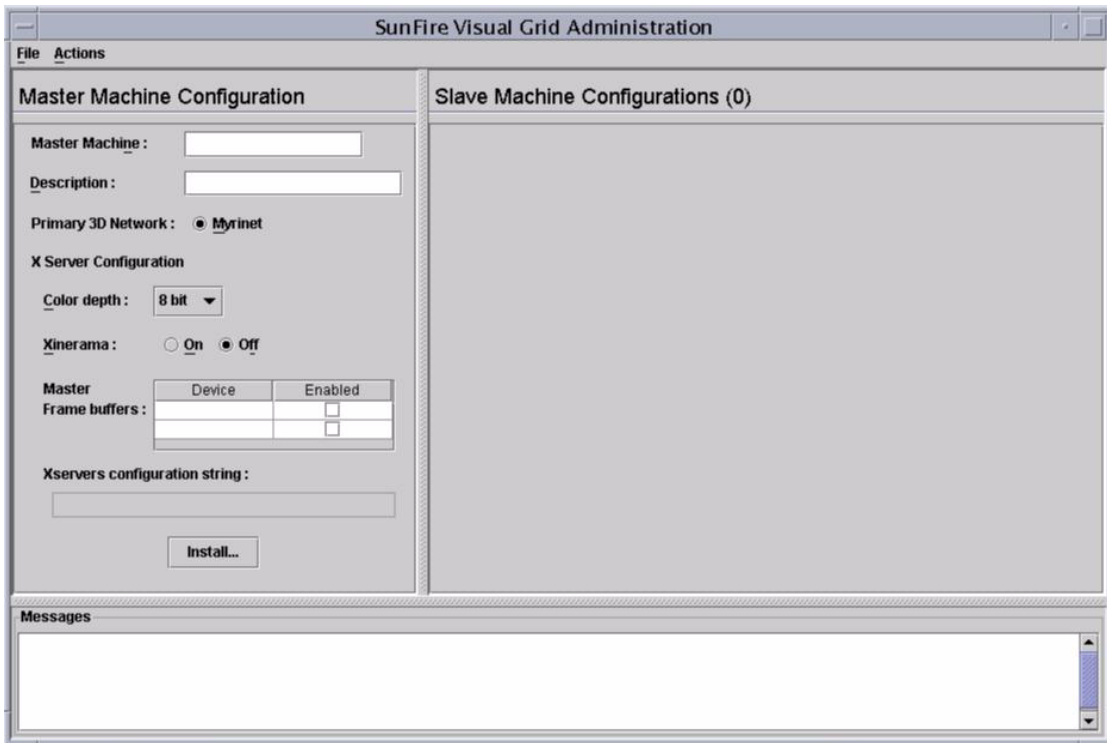 SunFire Visual Grid Administration
File Actions
Master Machine Configuration
Master Machine :
Description :
Primary 3D Network : Myrinet
X Server Configuration
Color depth : 8 bit
Xinerama : On Off
Master
Frame buffers :
Device Enabled
Xservers configuration string :
Install...
Slave Machine Configurations (0)
Messages